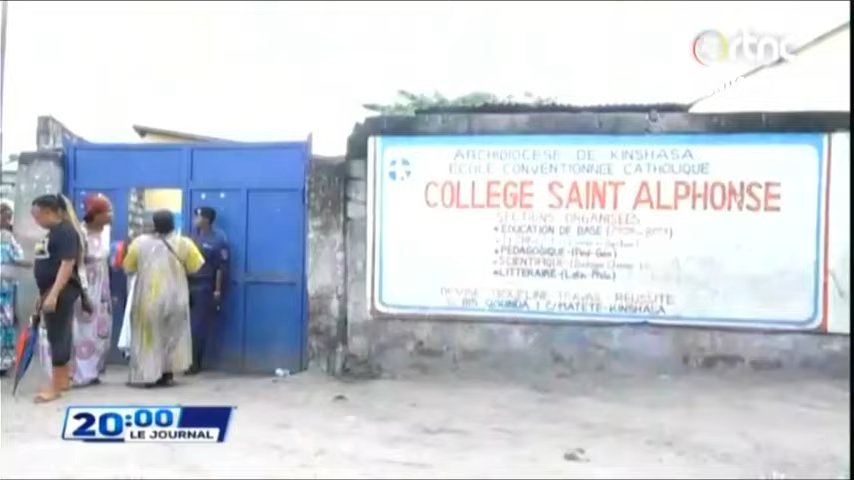 rtnc
ARCHIDIOCESE DE KINSHASA
ECOLE CONVENTIONNEE CATHOLIQUE
COLLEGE SAINT ALPHONSE
SECTIONS ORGANISÉES
EDUCATION DE BASE
PEDAGOGIQUE
SCIENTIFIQUE
LITTERAIRE (Latin-Philo)
DEVISE DISCIPLINE TRAVAIL REUSSITE
C/MATETE-KINSHASA
20:00
LE JOURNAL